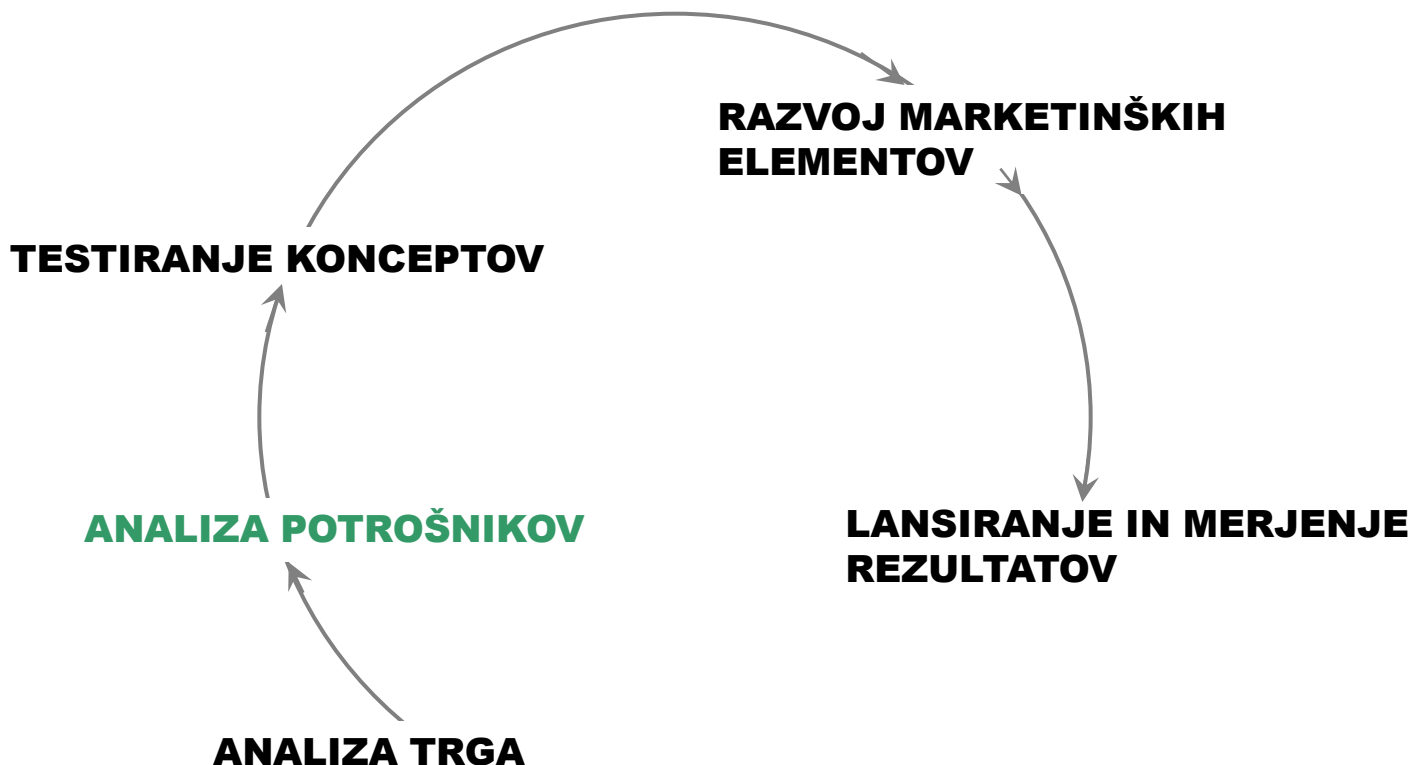 RAZVOJ MARKETINŠKIH
ELEMENTOV
TESTIRANJE KONCEPTOV
ANALIZA POTROŠNIKOV
LANSIRANJE IN MERJENJE
REZULTATOV
ANALIZA TRGA